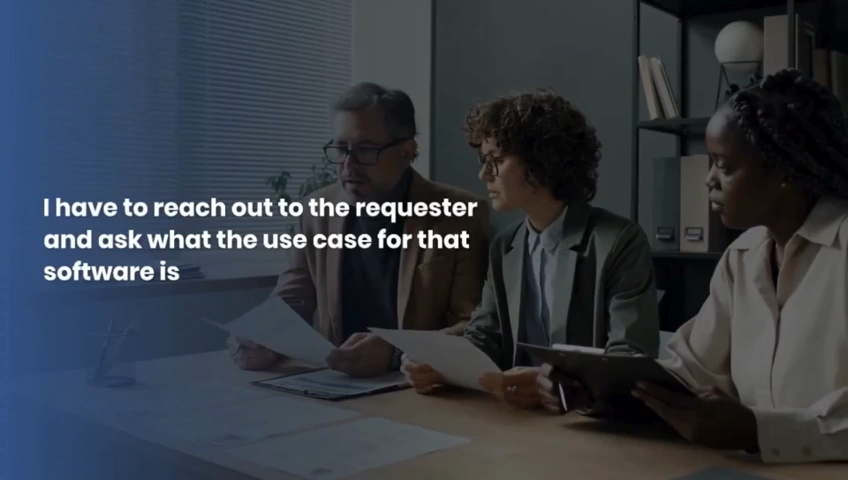 I have to reach out to the requester
and ask what the use case for that
software is